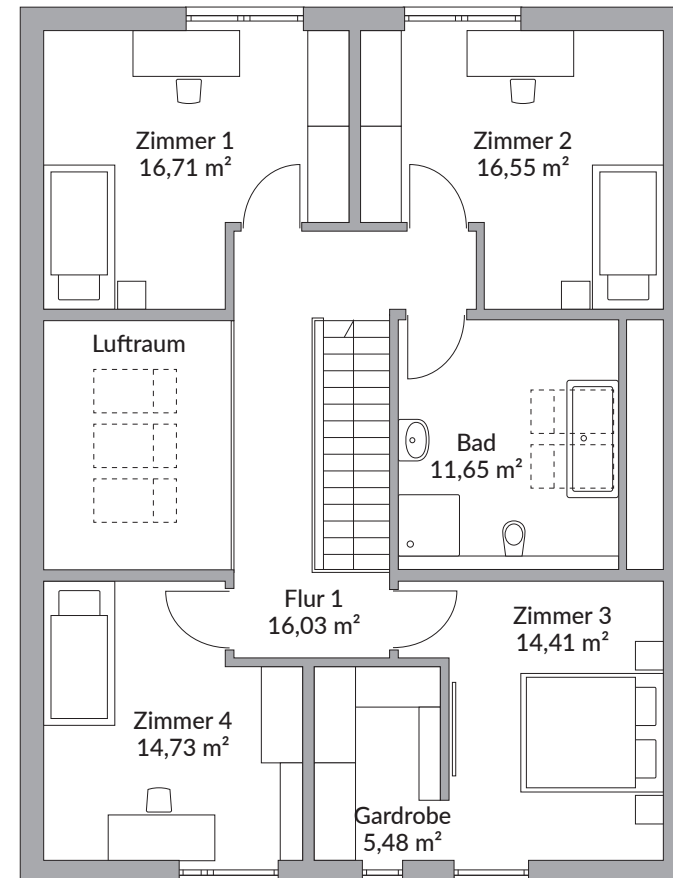 Zimmer 1
16,71 m²
Zimmer 2
16,55 m²
Luftraum
Bad
11,65 m²
Flur 1
16,03 m²
Zimmer 3
14,41 m²
Zimmer 4
14,73 m²
Gardrobe
5,48 m²